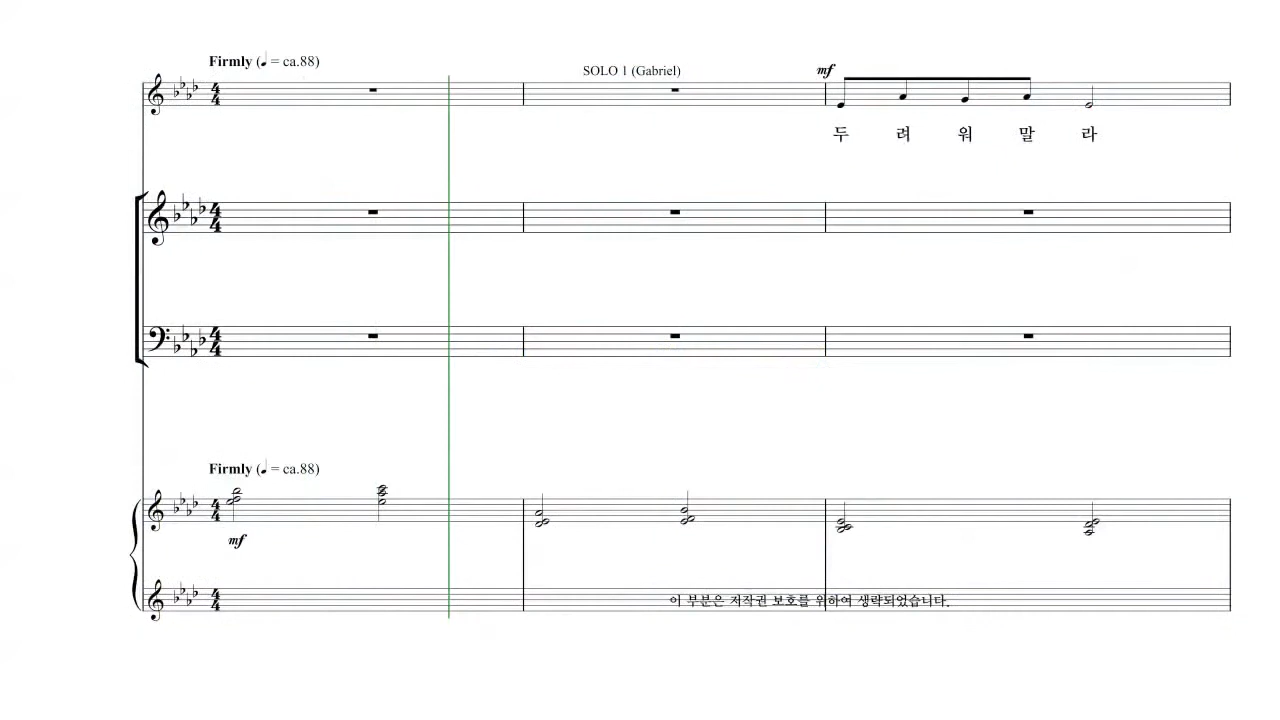 Firmly (♩ = ca.88)
SOLO 1 (Gabriel)
mf
두 려 워 말 라
Firmly (♩ = ca.88)
mf
이 부분은 저작권 보호를 위하여 생략되었습니다.